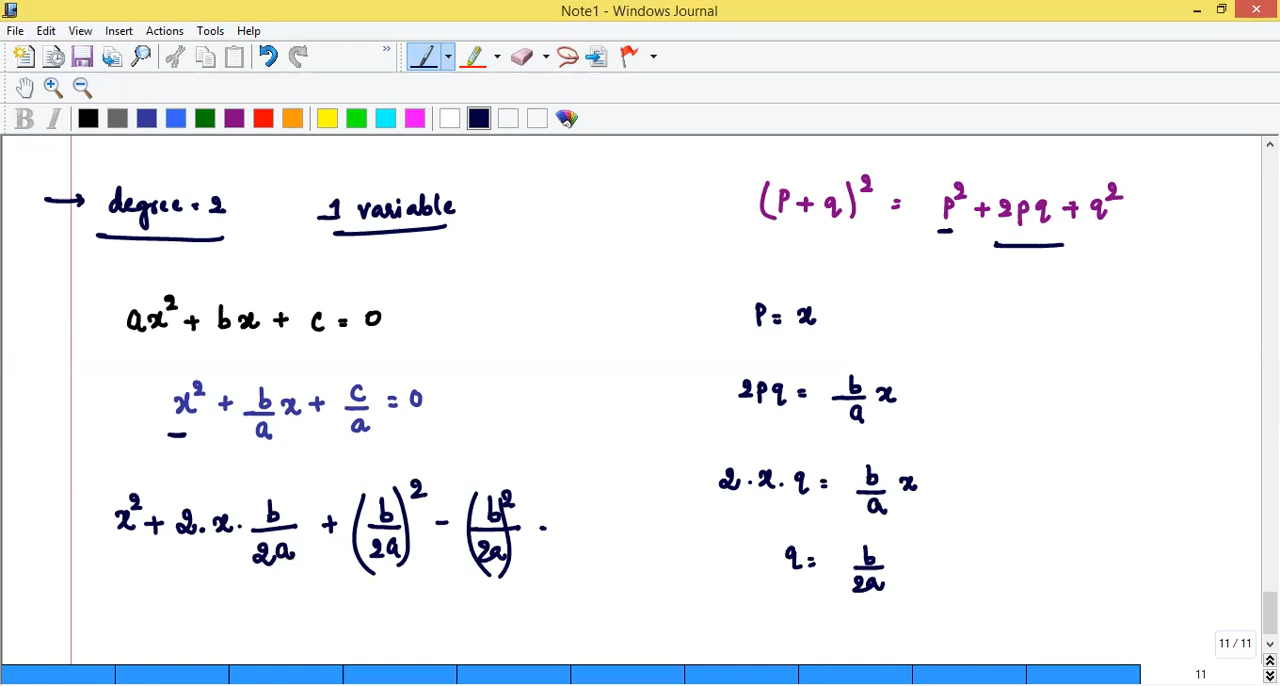 Note1 - Windows Journal
File Edit View Insert Actions Tools Help
B I
→ degree = 2 1 variable
(p + q)² = p² + 2pq + q²
ax² + bx + c = 0
x² + b/a x + c/a = 0
x² + 2.x. b/2a + (b/2a)² - (b/2a)²
P = x
2pq = b/a x
2 · x · q = b/a x
q = b/2a
11 / 11
11